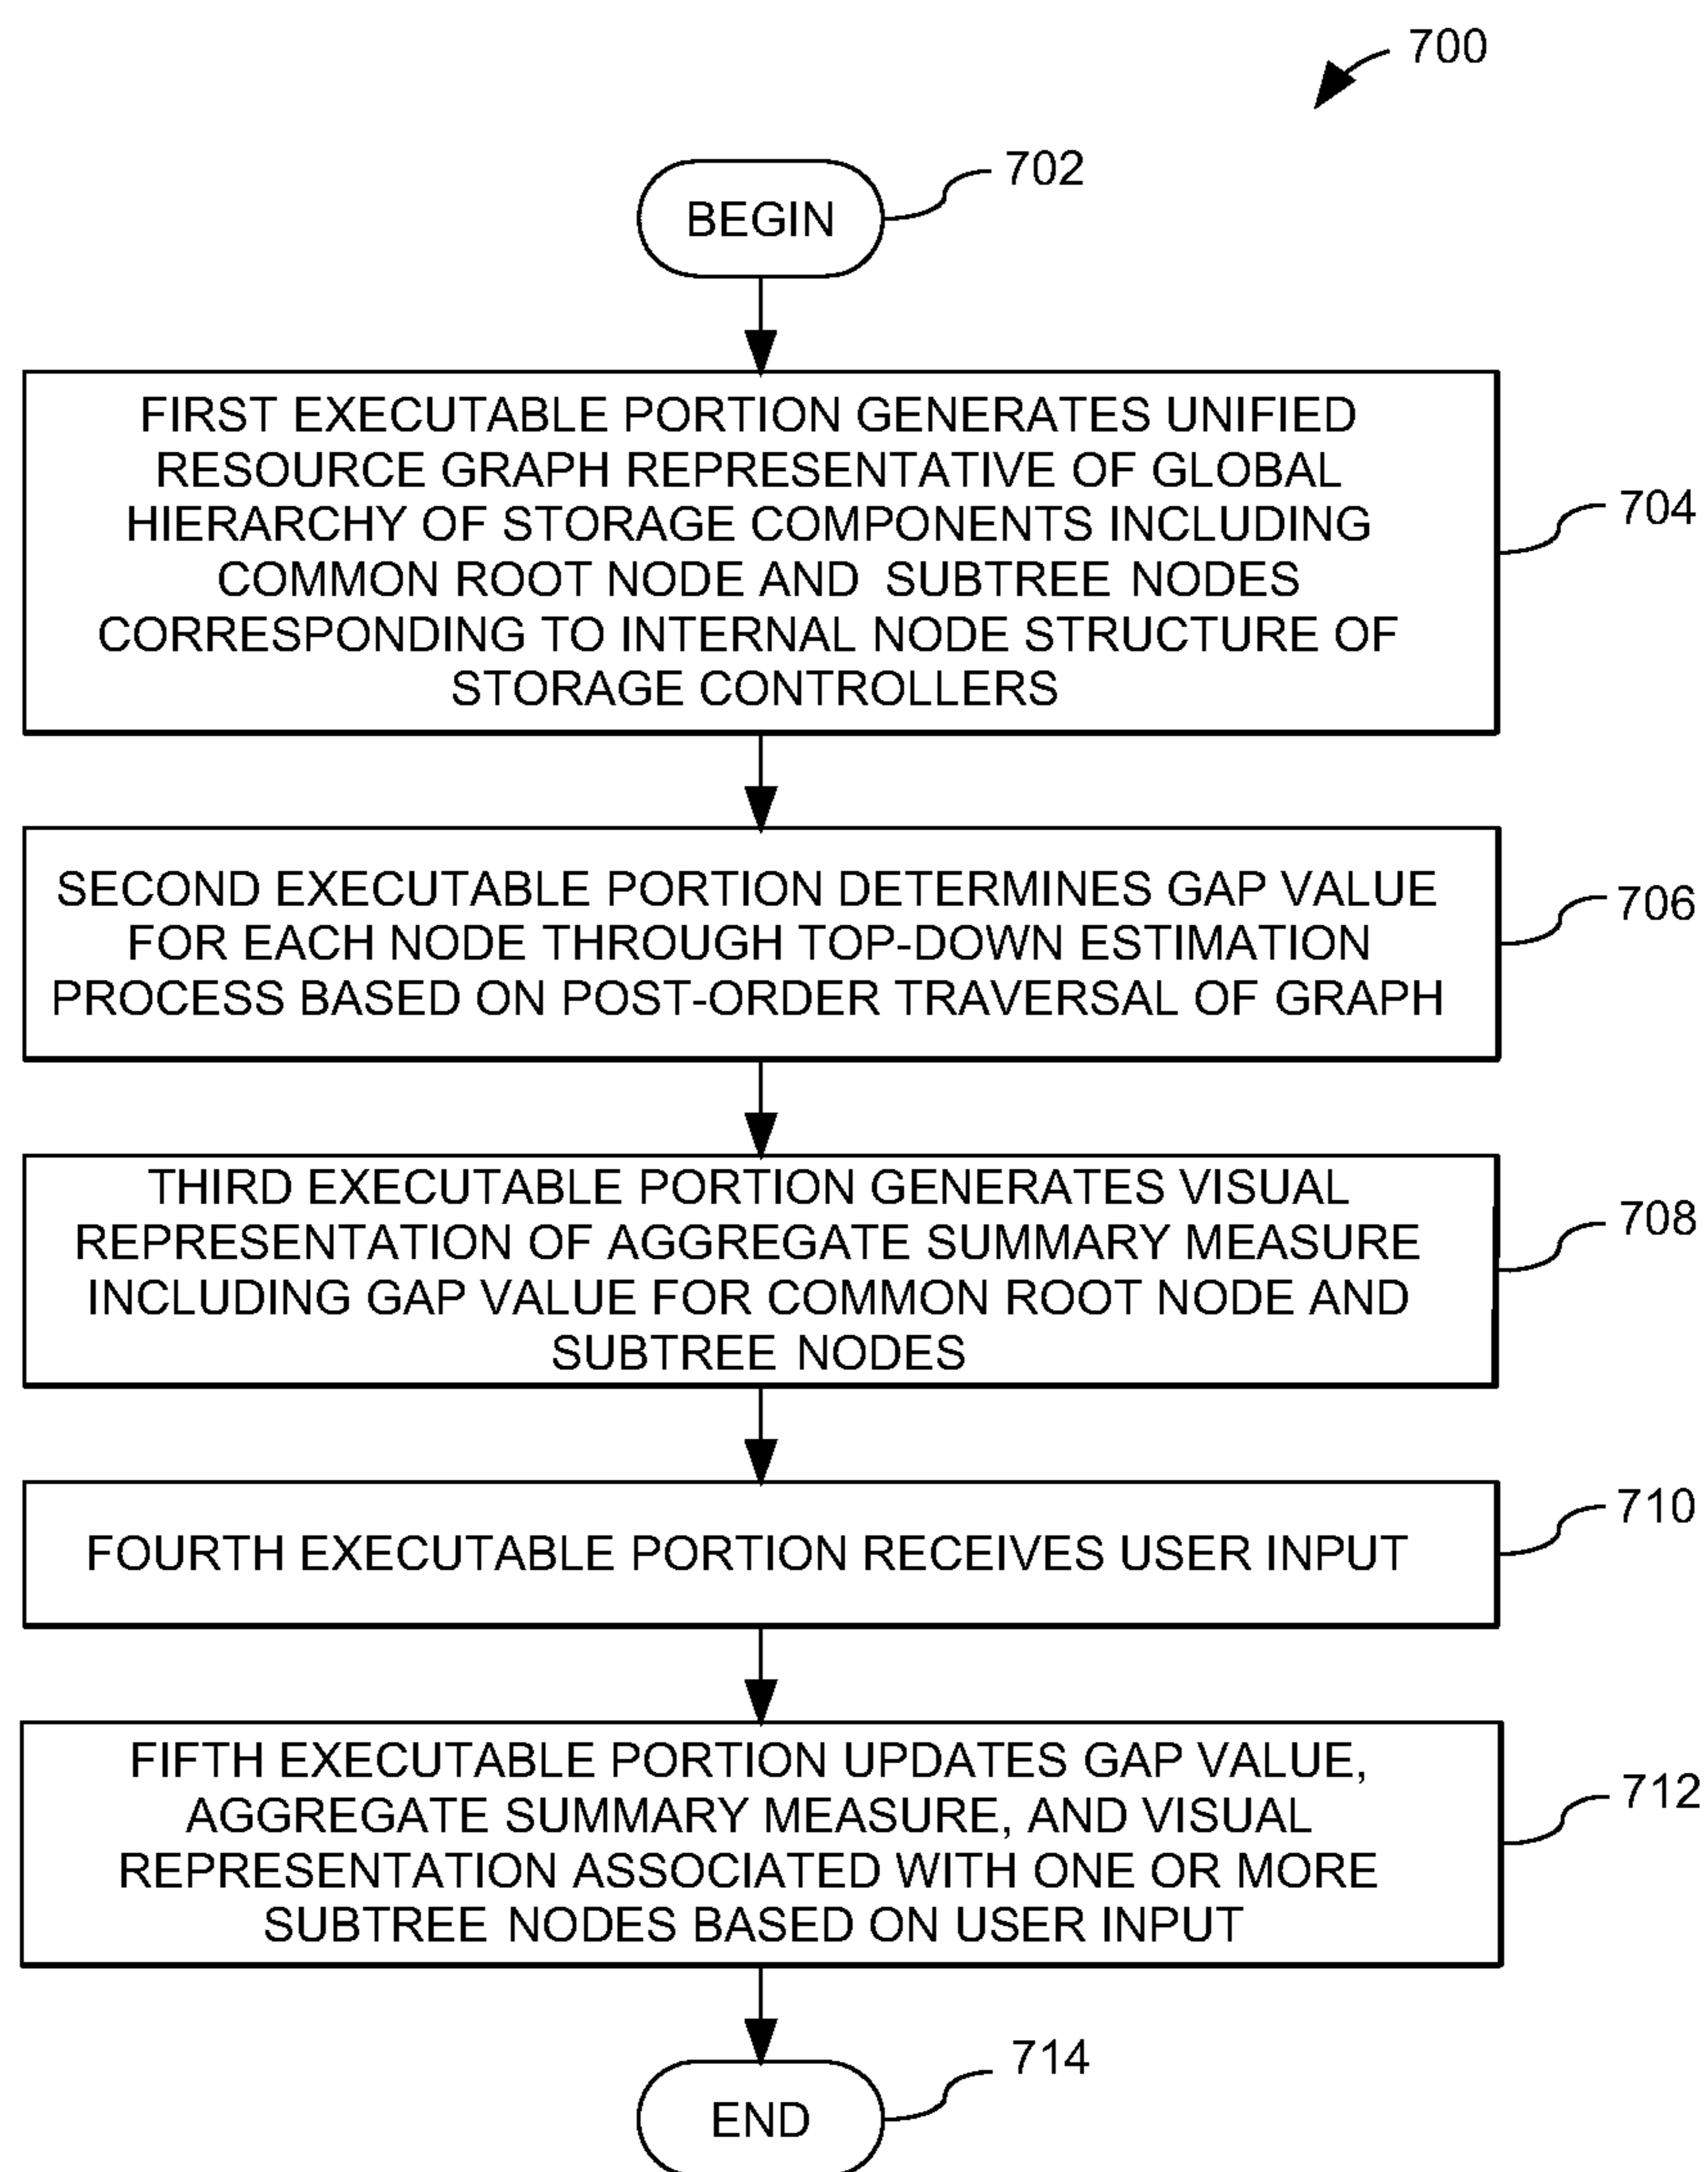 700
702
BEGIN
FIRST EXECUTABLE PORTION GENERATES UNIFIED
RESOURCE GRAPH REPRESENTATIVE OF GLOBAL
HIERARCHY OF STORAGE COMPONENTS INCLUDING
COMMON ROOT NODE AND SUBTREE NODES
CORRESPONDING TO INTERNAL NODE STRUCTURE OF
STORAGE CONTROLLERS
704
SECOND EXECUTABLE PORTION DETERMINES GAP VALUE
FOR EACH NODE THROUGH TOP-DOWN ESTIMATION
PROCESS BASED ON POST-ORDER TRAVERSAL OF GRAPH
706
THIRD EXECUTABLE PORTION GENERATES VISUAL
REPRESENTATION OF AGGREGATE SUMMARY MEASURE
INCLUDING GAP VALUE FOR COMMON ROOT NODE AND
SUBTREE NODES
708
FOURTH EXECUTABLE PORTION RECEIVES USER INPUT
710
FIFTH EXECUTABLE PORTION UPDATES GAP VALUE,
AGGREGATE SUMMARY MEASURE, AND VISUAL
REPRESENTATION ASSOCIATED WITH ONE OR MORE
SUBTREE NODES BASED ON USER INPUT
712
714
END